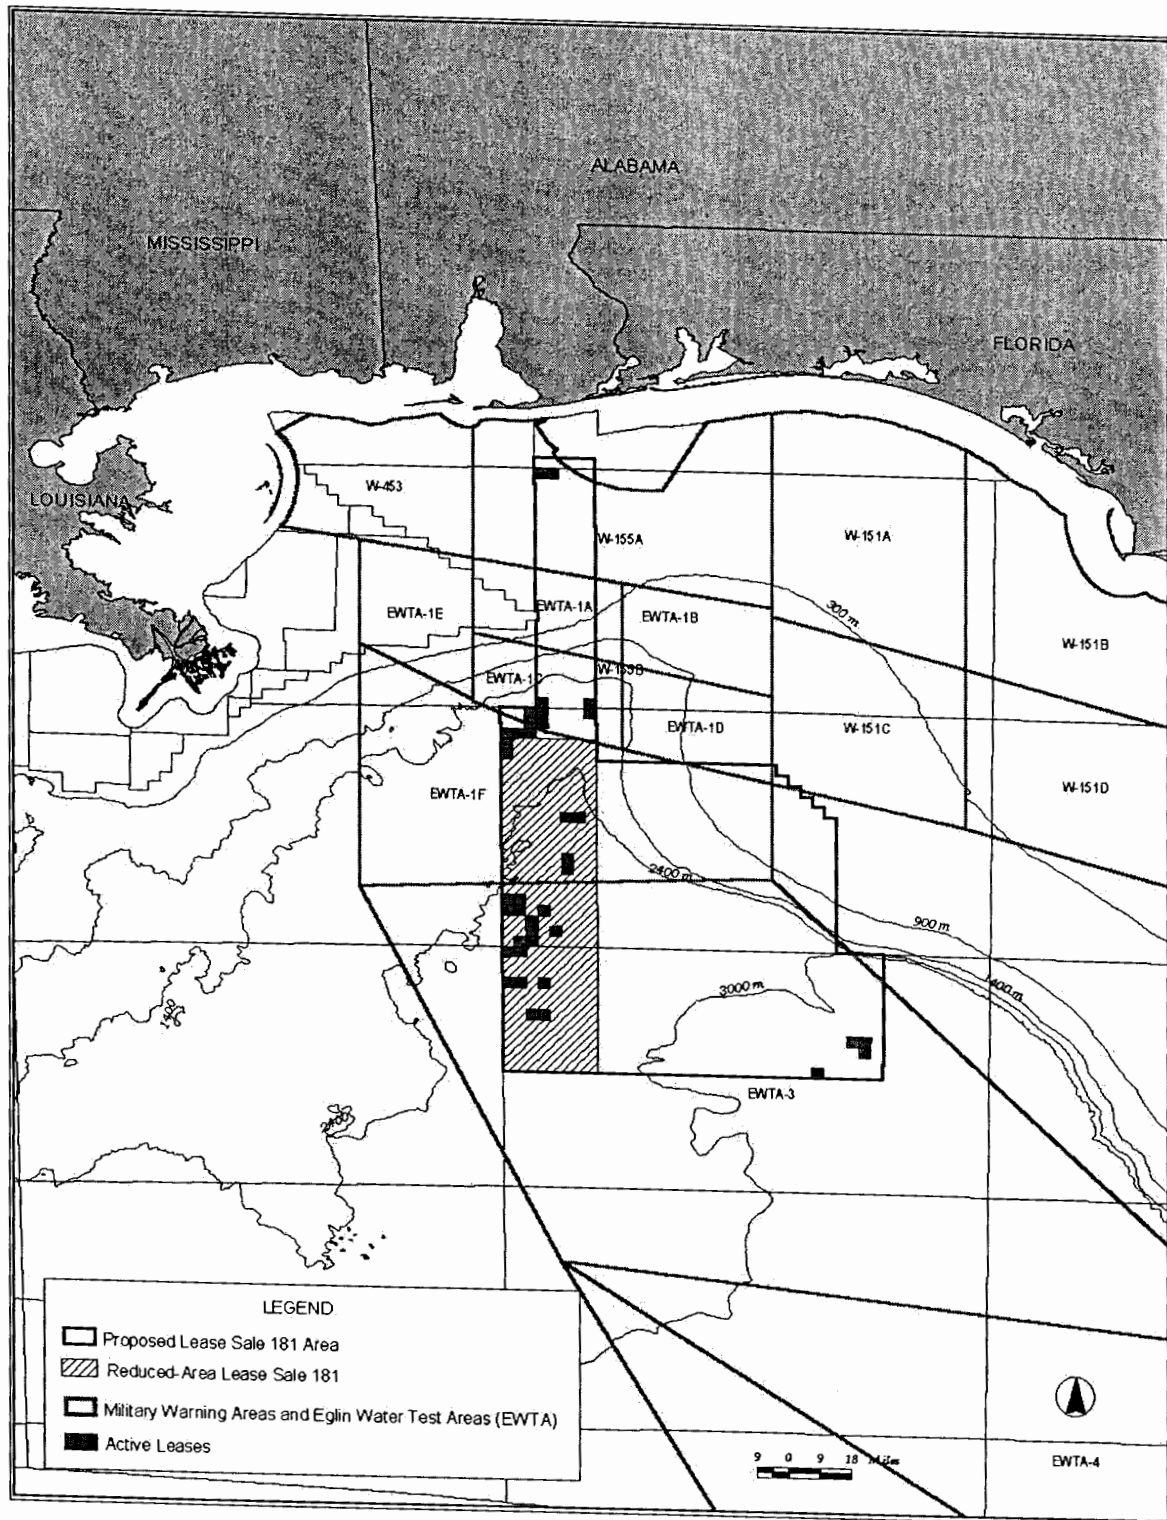 ALABAMA
MISSISSIPPI
FLORIDA
LOUISIANA
W-453
W-155A
W-151A
EWTA-1E
EWTA-1A
EWTA-1B
300 m
W-151B
EWTA-1C
W-155B
EWTA-1D
W-151C
W-151D
EWTA-1F
2400 m
900 m
1400 m
3000 m
1400
EWTA-3
2400
LEGEND
Proposed Lease Sale 181 Area
Reduced-Area Lease Sale 181
Military Warning Areas and Eglin Water Test Areas (EWTA)
Active Leases
9 0 9 18 Miles
EWTA-4